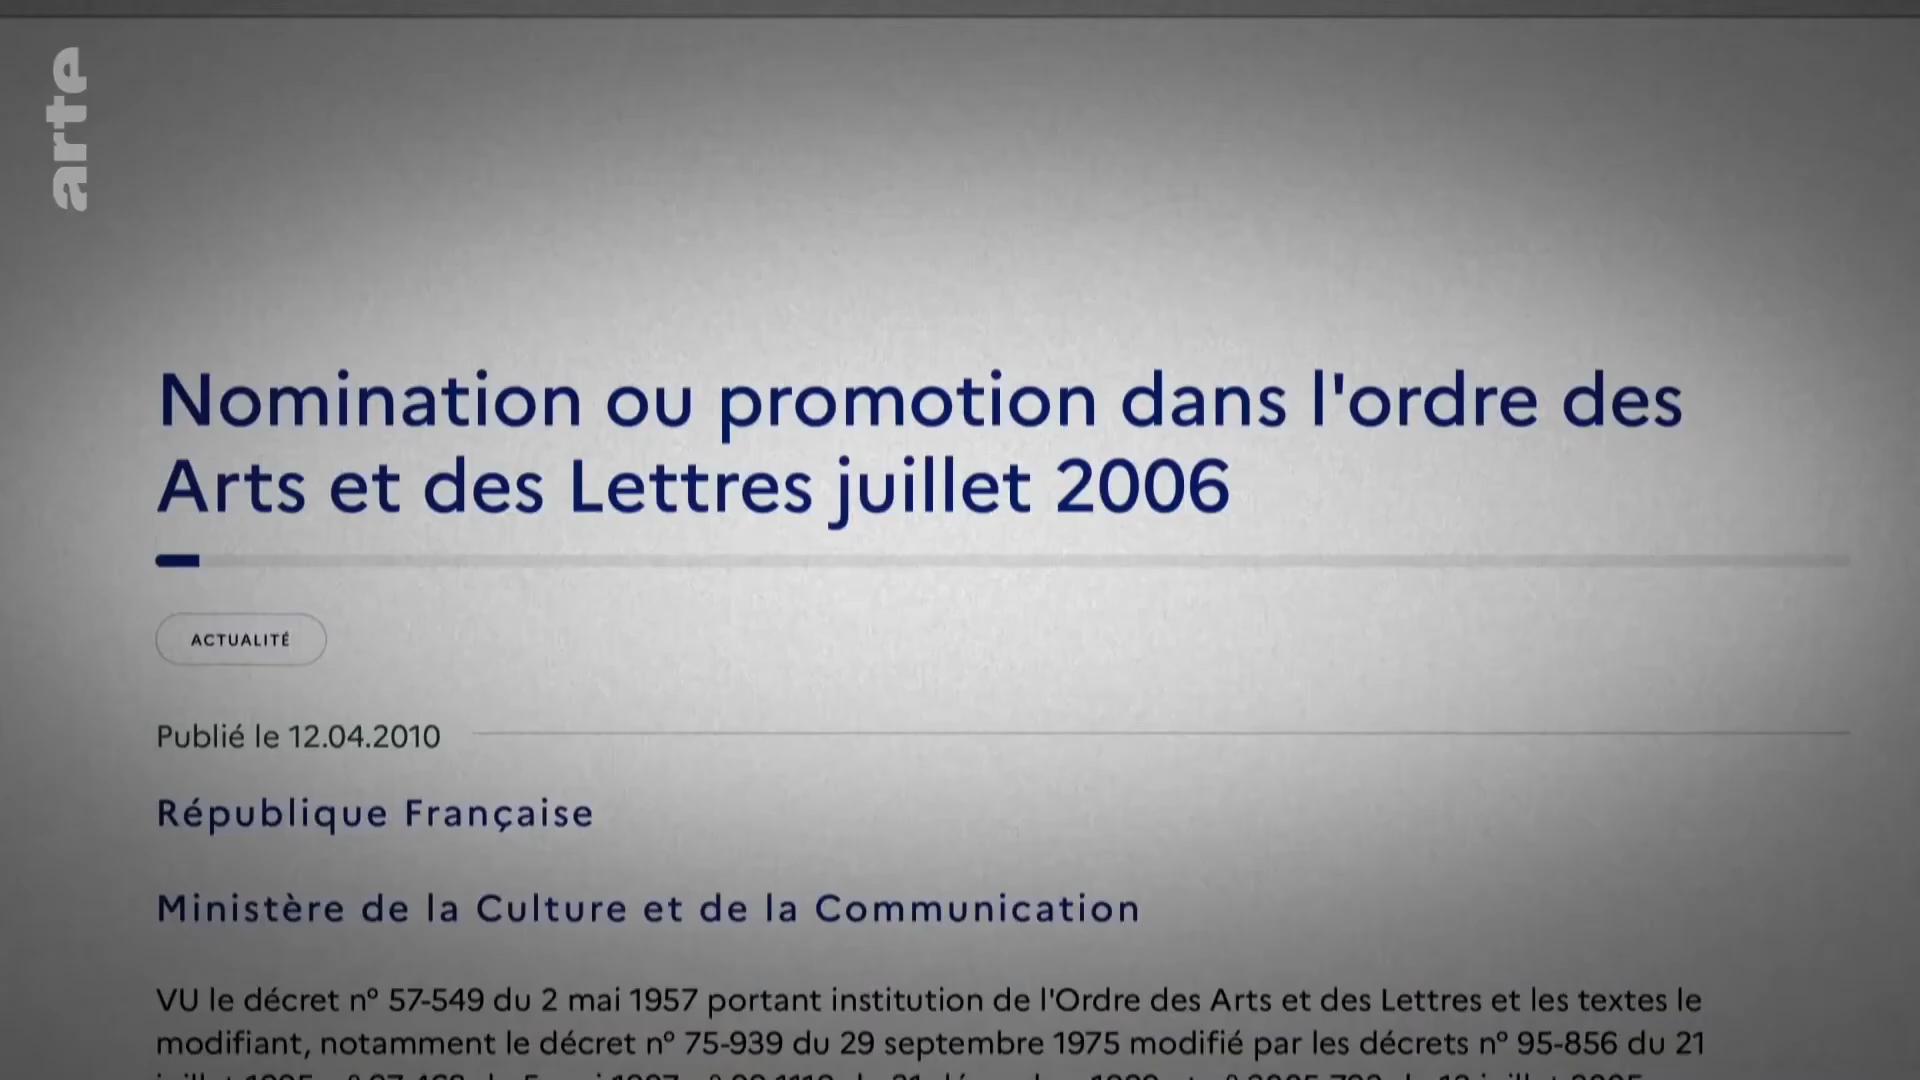 arte
Nomination ou promotion dans l'ordre des
Arts et des Lettres juillet 2006
ACTUALITÉ
Publié le 12.04.2010
République Française
Ministère de la Culture et de la Communication
VU le décret nº 57-549 du 2 mai 1957 portant institution de l'Ordre des Arts et des Lettres et les textes le
modifiant, notamment le décret nº 75-939 du 29 septembre 1975 modifié par les décrets nº 95-856 du 21